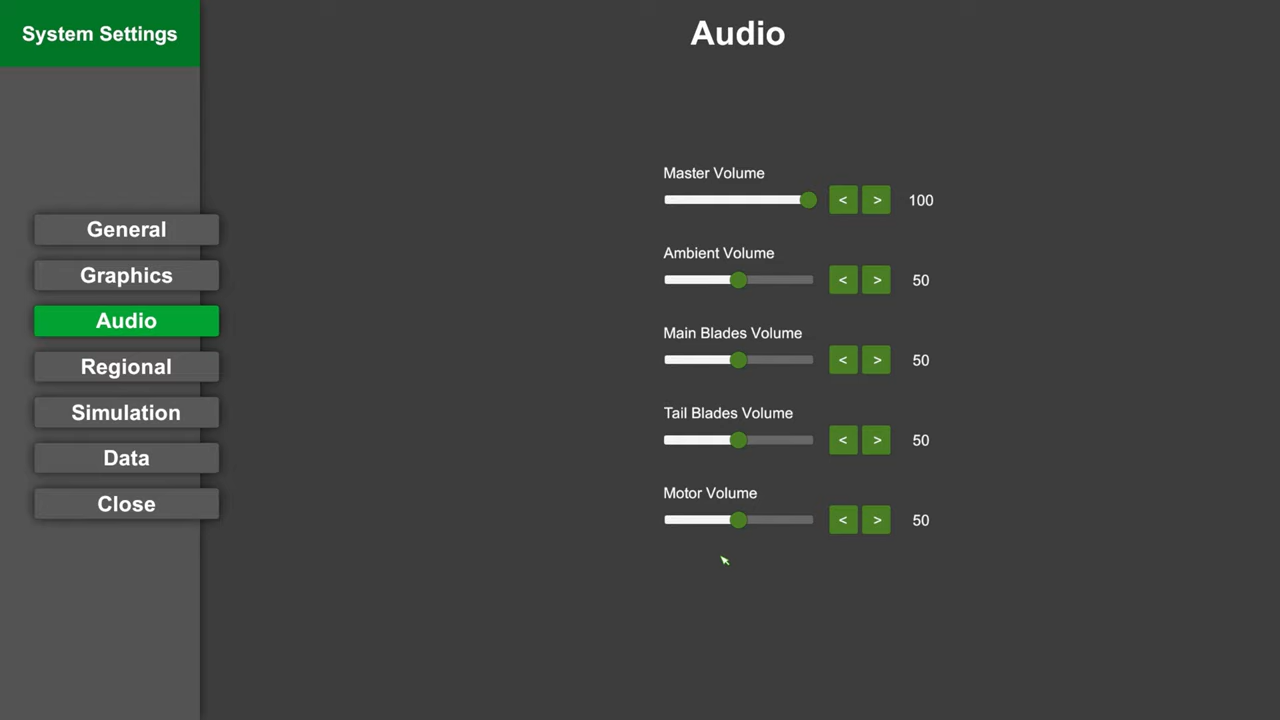 System Settings
Audio
General
Graphics
Audio
Regional
Simulation
Data
Close
Master Volume
< > 100
Ambient Volume
< > 50
Main Blades Volume
< > 50
Tail Blades Volume
< > 50
Motor Volume
< > 50